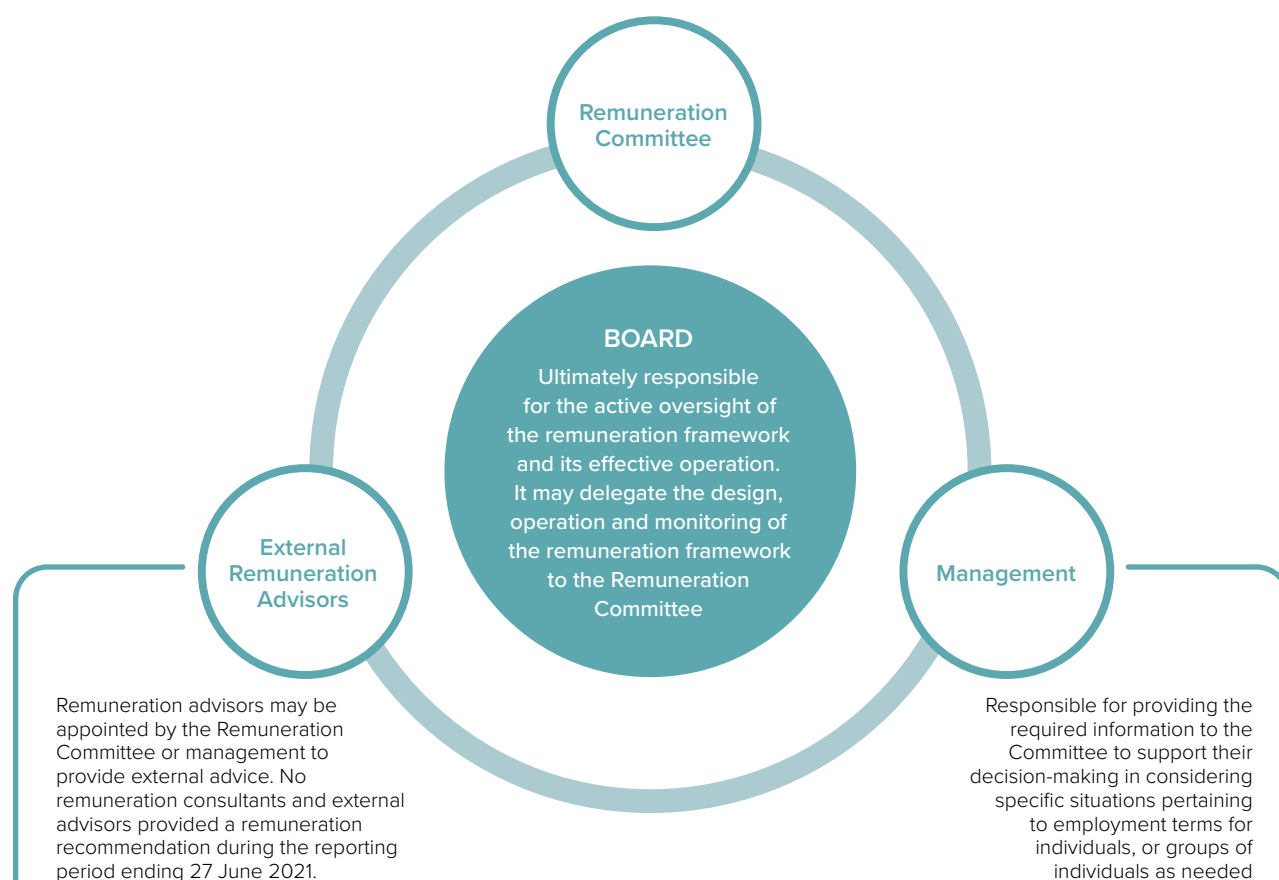 Remuneration
Committee
BOARD
Ultimately responsible
for the active oversight of
the remuneration framework
and its effective operation.
It may delegate the design,
operation and monitoring of
the remuneration framework
to the Remuneration
Committee
External
Remuneration
Advisors
Management
Remuneration advisors may be
appointed by the Remuneration
Committee or management to
provide external advice. No
remuneration consultants and external
advisors provided a remuneration
recommendation during the reporting
period ending 27 June 2021.
Responsible for providing the
required information to the
Committee to support their
decision-making in considering
specific situations pertaining
to employment terms for
individuals, or groups of
individuals as needed